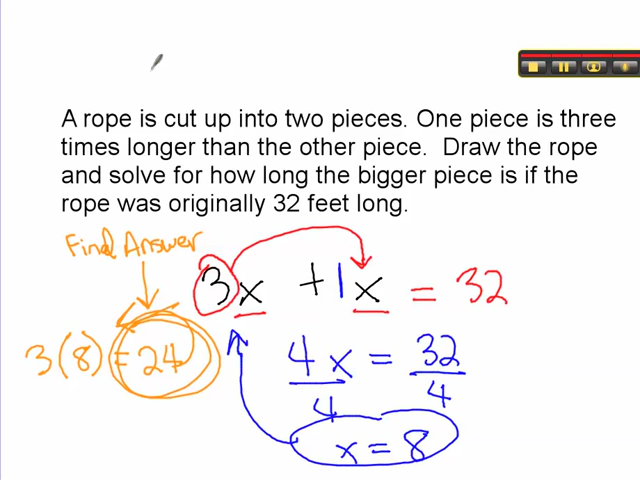 A rope is cut up into two pieces. One piece is three
times longer than the other piece. Draw the rope
and solve for how long the bigger piece is if the
rope was originally 32 feet long.
Find Answer
3x +1x = 32
3(8) = 24
4x = 32
4 4
x = 8